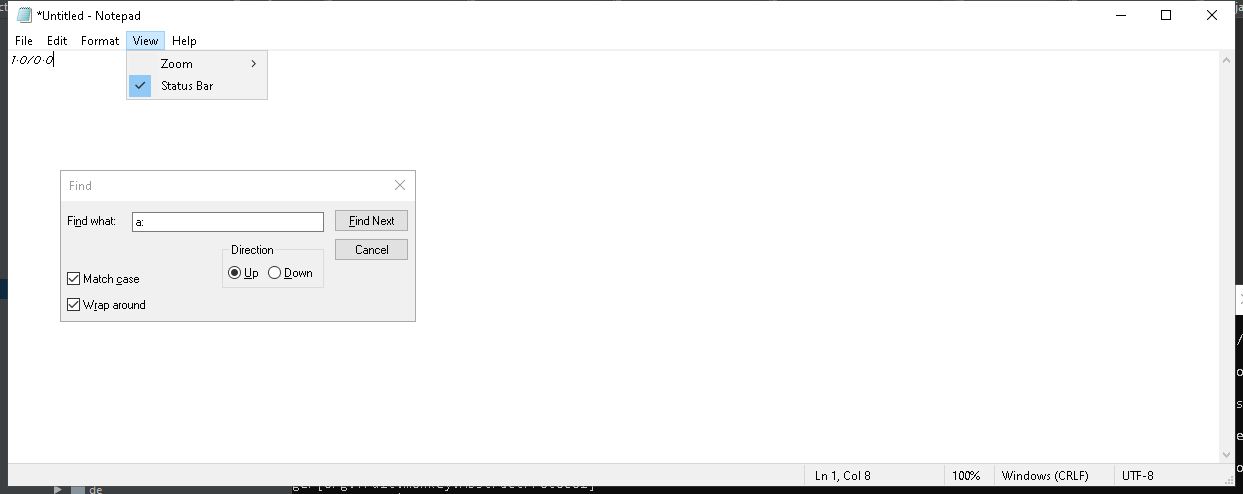 *Untitled - Notepad
File Edit Format View Help
1·0/0·0
Zoom
Status Bar
Find
Find what: a:
Find Next
Direction
Cancel
Up Down
Match case
Wrap around
Ln 1, Col 8 100% Windows (CRLF) UTF-8
de